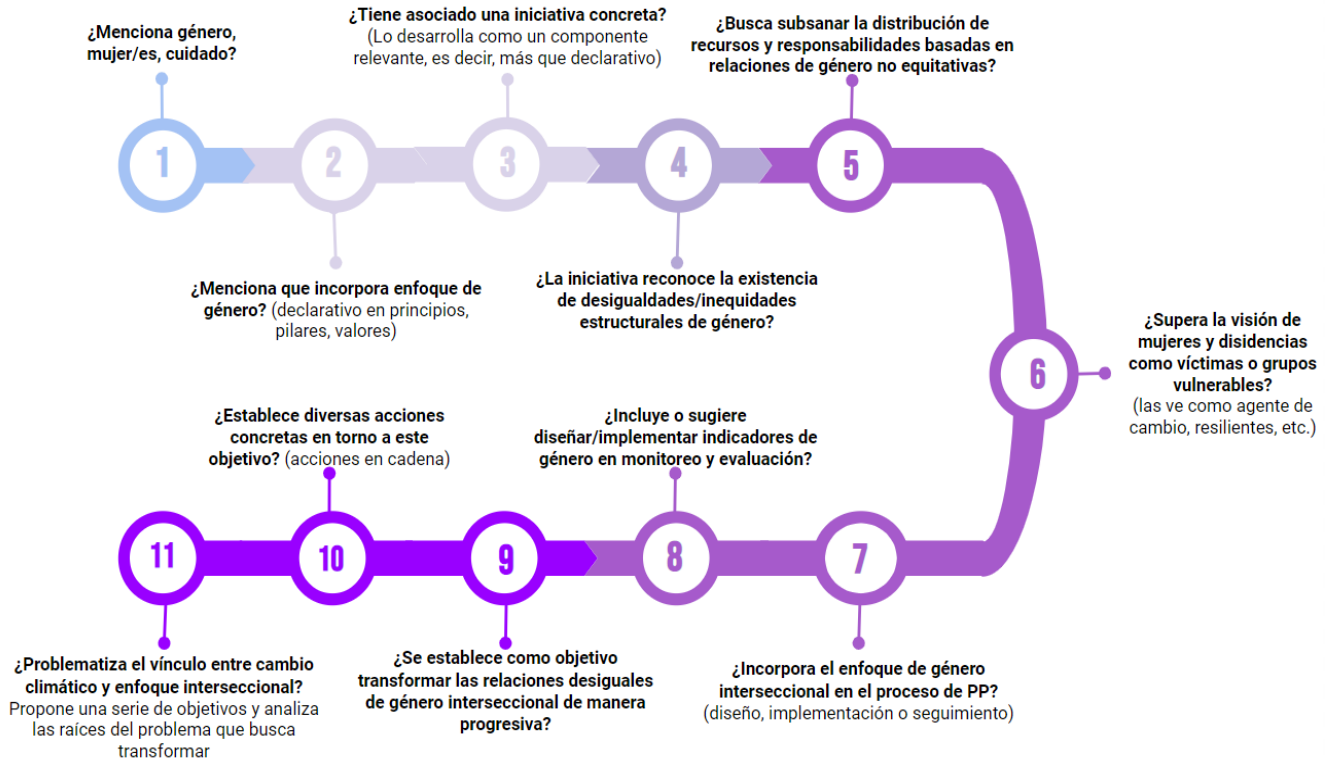 ¿Menciona género,
mujer/es, cuidado?
1
¿Menciona que incorpora enfoque de
género? (declarativo en principios,
pilares, valores)
2
¿Tiene asociado una iniciativa concreta?
(Lo desarrolla como un componente
relevante, es decir, más que declarativo)
3
¿La iniciativa reconoce la existencia
de desigualdades/inequidades
estructurales de género?
4
¿Busca subsanar la distribución de
recursos y responsabilidades basadas en
relaciones de género no equitativas?
5
¿Supera la visión de
mujeres y disidencias
como víctimas o grupos
vulnerables?
(las ve como agente de
cambio, resilientes, etc.)
6
¿Incorpora el enfoque de género
interseccional en el proceso de PP?
(diseño, implementación o seguimiento)
7
¿Incluye o sugiere
diseñar/implementar indicadores de
género en monitoreo y evaluación?
8
¿Se establece como objetivo
transformar las relaciones desiguales
de género interseccional de manera
progresiva?
9
¿Establece diversas acciones
concretas en torno a este
objetivo? (acciones en cadena)
10
¿Problematiza el vínculo entre cambio
climático y enfoque interseccional?
Propone una serie de objetivos y analiza
las raíces del problema que busca
transformar
11